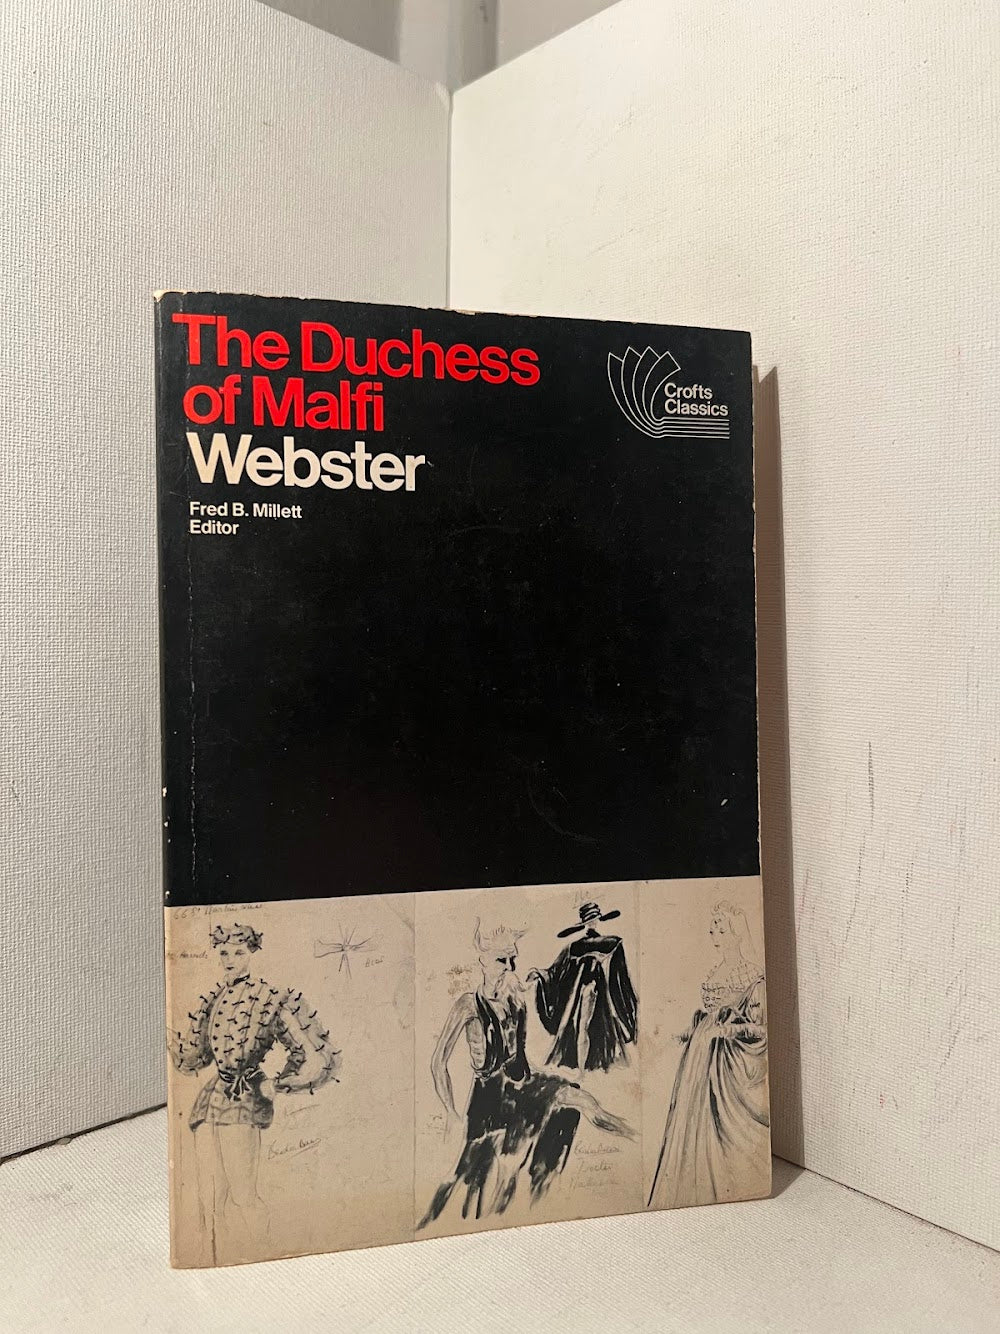 The Duchess
of Malfi
Webster
Fred B. Millett
Editor
Crofts
Classics